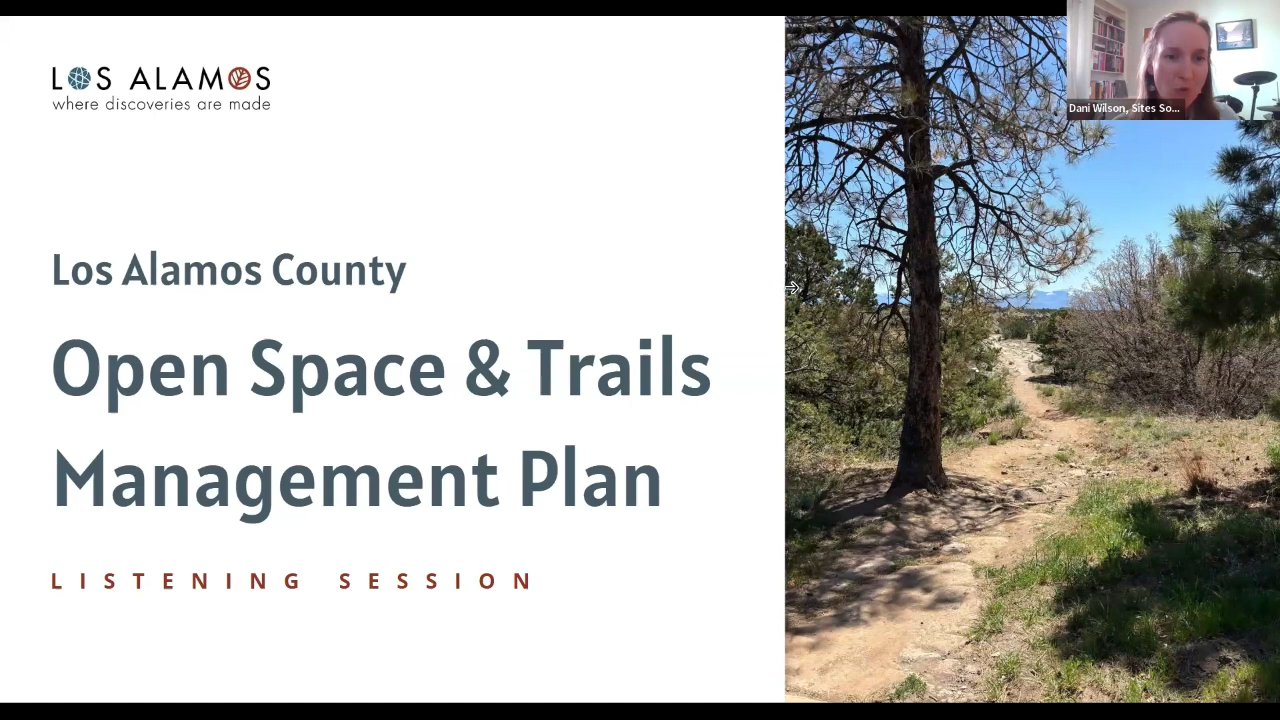 LOS ALAMOS
where discoveries are made
Dani Wilson, Sites So...
Los Alamos County
Open Space & Trails
Management Plan
LISTENING SESSION